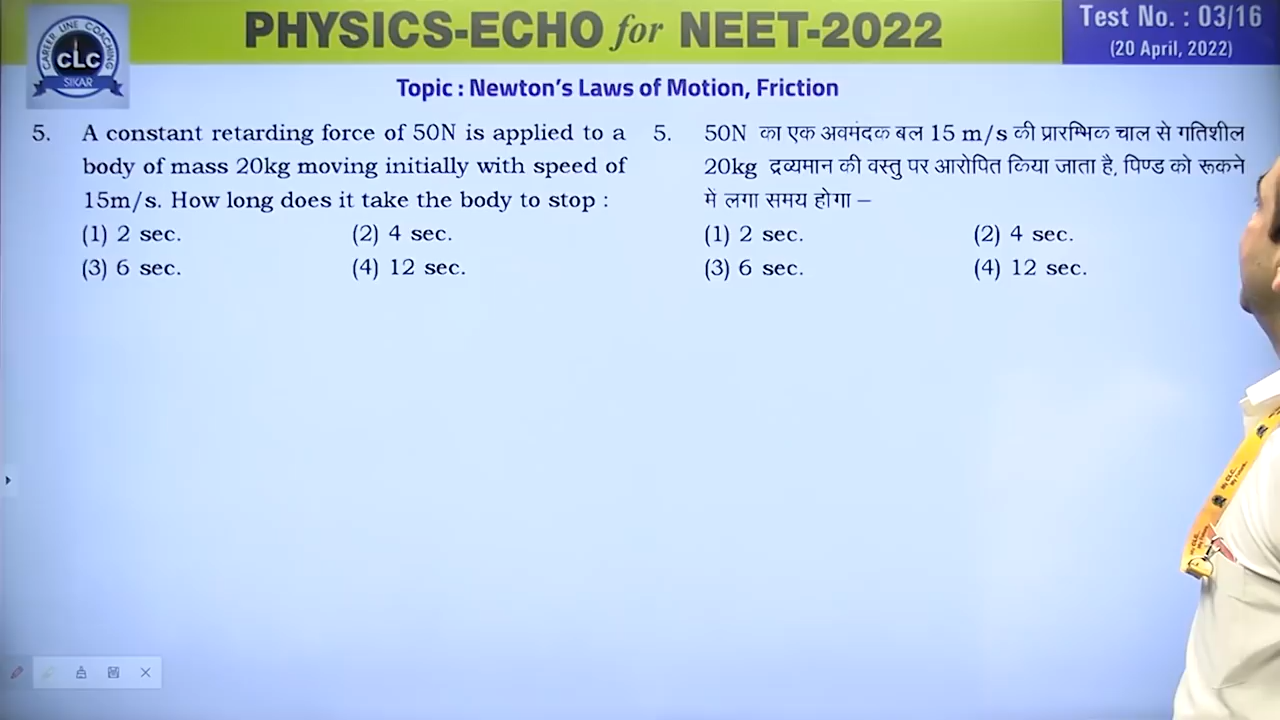 CAREER LINE COACHING
CLC
SIKAR
PHYSICS-ECHO for NEET-2022
Test No. : 03/16
(20 April, 2022)
Topic : Newton's Laws of Motion, Friction
5. A constant retarding force of 50N is applied to a
body of mass 20kg moving initially with speed of
15m/s. How long does it take the body to stop :
(1) 2 sec. (2) 4 sec.
(3) 6 sec. (4) 12 sec.
5. 50N का एक अवमंदक बल 15 m/s की प्रारम्भिक चाल से गतिशील
20kg द्रव्यमान की वस्तु पर आरोपित किया जाता है, पिण्ड को रूकने
में लगा समय होगा –
(1) 2 sec. (2) 4 sec.
(3) 6 sec. (4) 12 sec.